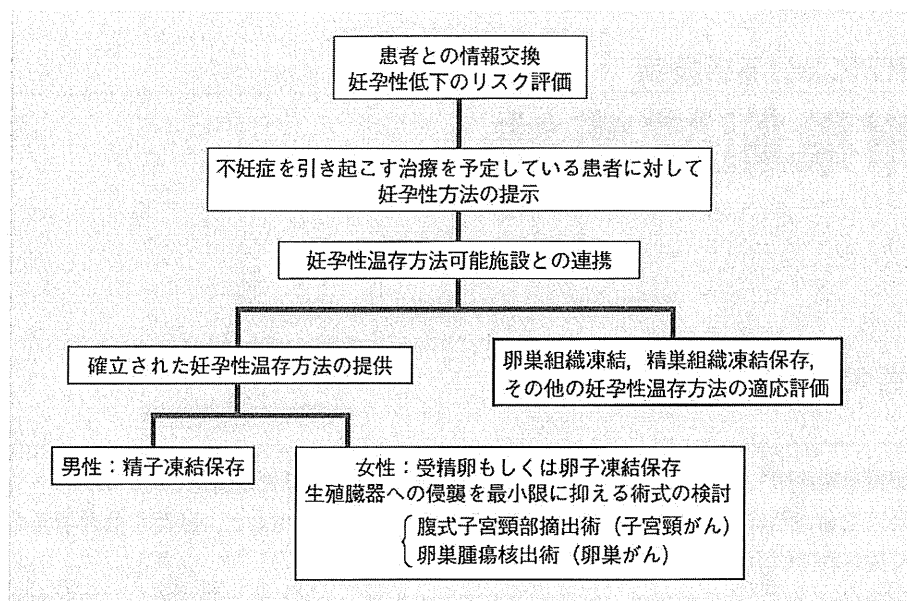 患者との情報交換
妊孕性低下のリスク評価
不妊症を引き起こす治療を予定している患者に対して
妊孕性方法の提示
妊孕性温存方法可能施設との連携
確立された妊孕性温存方法の提供
卵巣組織凍結，精巣組織凍結保存，
その他の妊孕性温存方法の適応評価
男性：精子凍結保存
女性：受精卵もしくは卵子凍結保存
生殖臓器への侵襲を最小限に抑える術式の検討
腹式子宮頸部摘出術（子宮頸がん）
卵巣腫瘍核出術（卵巣がん）